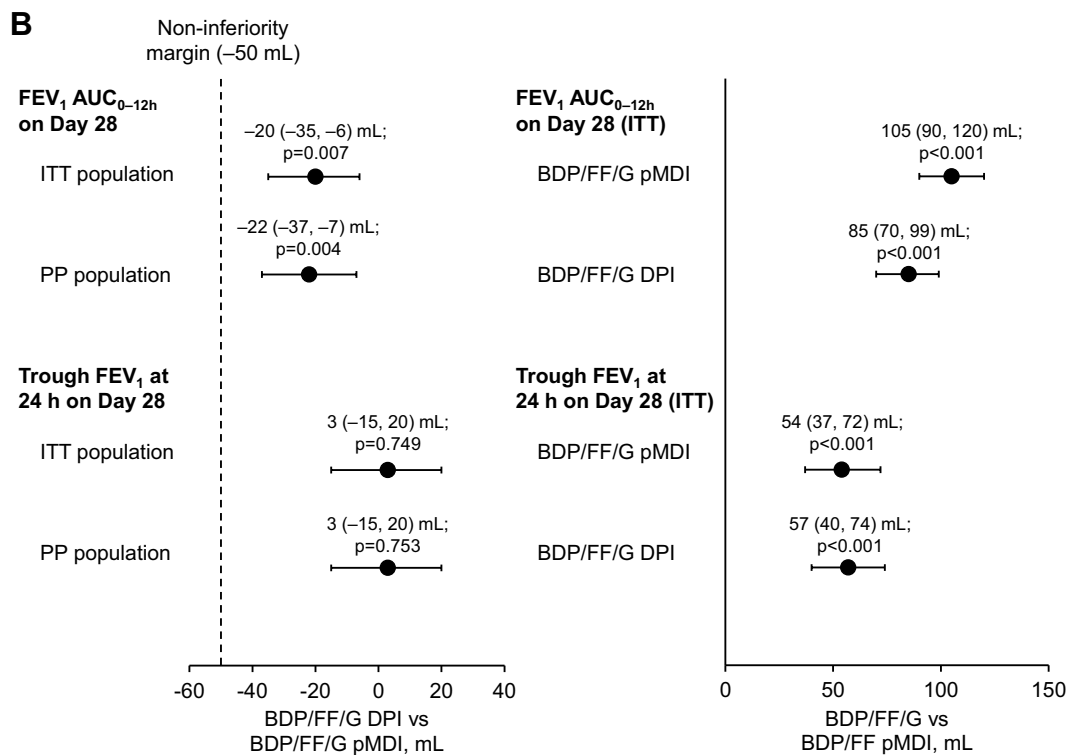 B
Non-inferiority
margin (–50 mL)
FEV₁ AUC₀₋₁₂ₕ
on Day 28
–20 (–35, –6) mL;
p=0.007
ITT population
–22 (–37, –7) mL;
p=0.004
PP population
Trough FEV₁ at
24 h on Day 28
3 (–15, 20) mL;
p=0.749
ITT population
3 (–15, 20) mL;
p=0.753
PP population
-60 -40 -20 0 20 40
BDP/FF/G DPI vs
BDP/FF/G pMDI, mL
FEV₁ AUC₀₋₁₂ₕ
on Day 28 (ITT)
105 (90, 120) mL;
p<0.001
BDP/FF/G pMDI
85 (70, 99) mL;
p<0.001
BDP/FF/G DPI
Trough FEV₁ at
24 h on Day 28 (ITT)
54 (37, 72) mL;
p<0.001
BDP/FF/G pMDI
57 (40, 74) mL;
p<0.001
BDP/FF/G DPI
0 50 100 150
BDP/FF/G vs
BDP/FF pMDI, mL